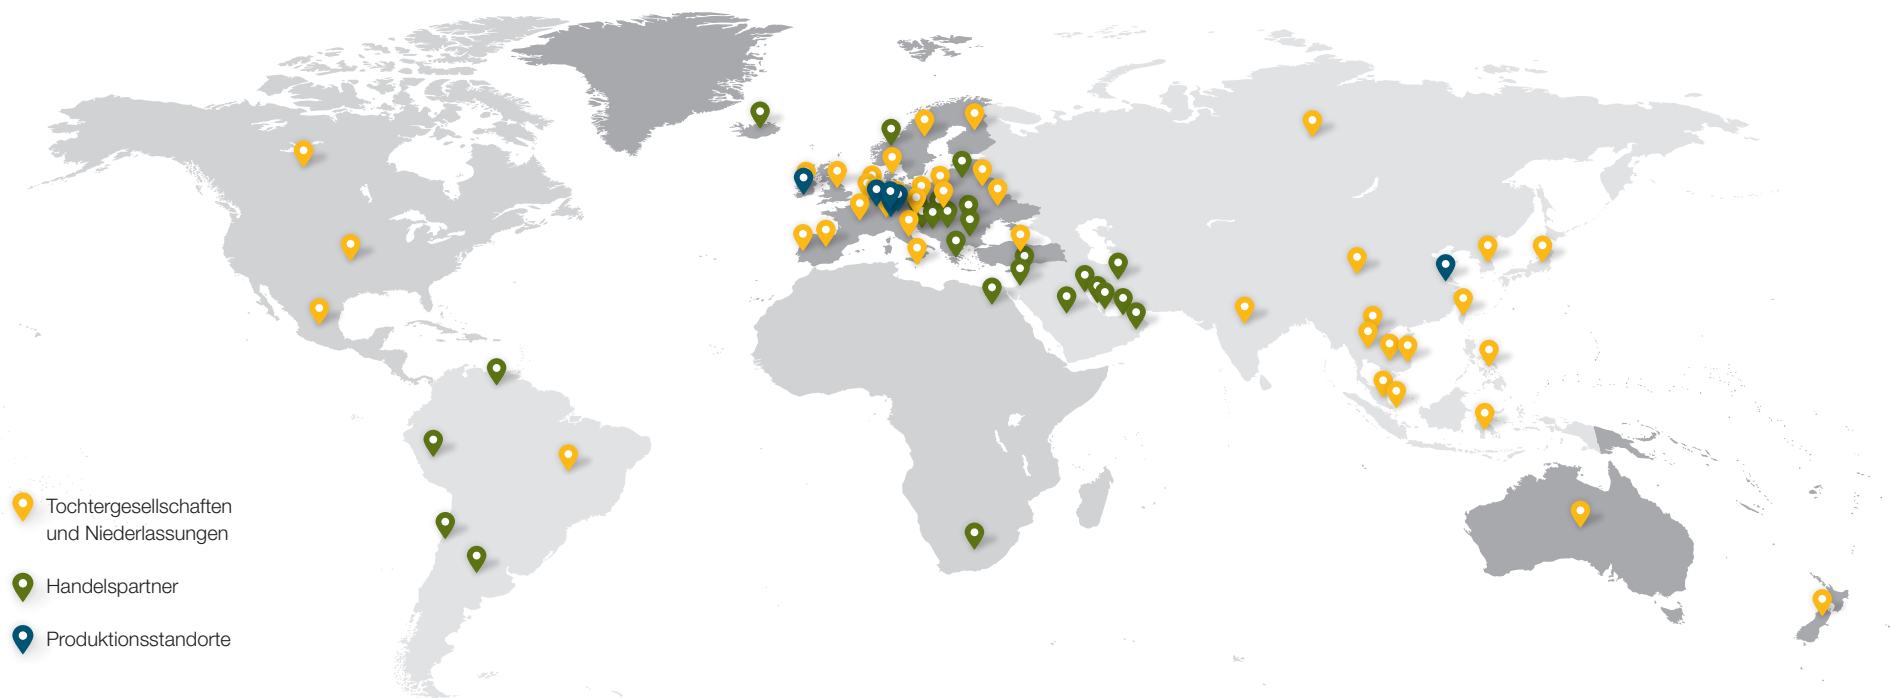 Tochtergesellschaften
und Niederlassungen
Handelspartner
Produktionsstandorte